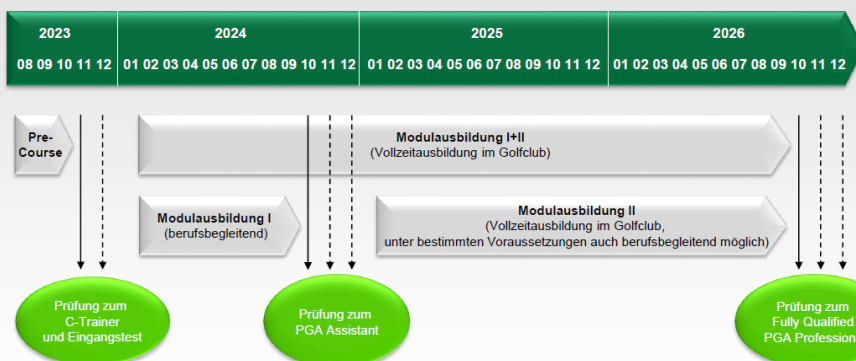 2023
2024
2025
2026
08 09 10 11 12
01 02 03 04 05 06 07 08 09 10 11 12
01 02 03 04 05 06 07 08 09 10 11 12
01 02 03 04 05 06 07 08 09 10 11 12
Pre-
Course
Modulausbildung I+II
(Vollzeitausbildung im Golfclub)
Modulausbildung I
(berufsbegleitend)
Modulausbildung II
(Vollzeitausbildung im Golfclub,
unter bestimmten Voraussetzungen auch berufsbegleitend möglich)
Prüfung zum
C-Trainer
und Eingangstest
Prüfung zum
PGA Assistant
Prüfung zum
Fully Qualified
PGA Profession